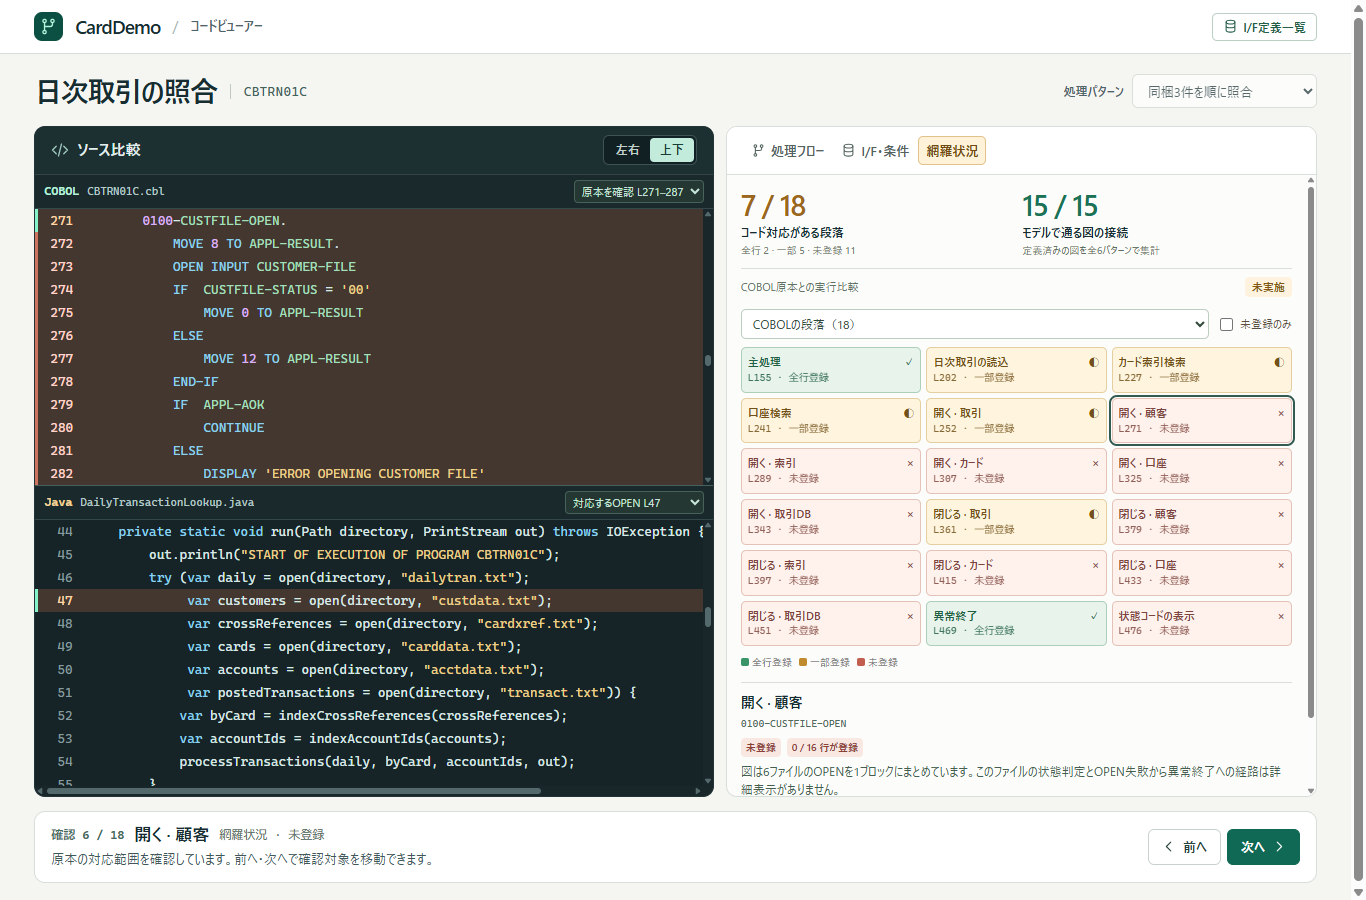 CardDemo / コードビューアー
I/F定義一覧
日次取引の照合
CBTRN01C
処理パターン
同梱3件を順に照合
</> ソース比較
左右
上下
COBOL CBTRN01C.cbl
原本を確認 L271–287
271 0100-CUSTFILE-OPEN.
272 MOVE 8 TO APPL-RESULT.
273 OPEN INPUT CUSTOMER-FILE
274 IF  CUSTFILE-STATUS = '00'
275 MOVE 0 TO APPL-RESULT
276 ELSE
277 MOVE 12 TO APPL-RESULT
278 END-IF
279 IF  APPL-AOK
280 CONTINUE
281 ELSE
282 DISPLAY 'ERROR OPENING CUSTOMER FILE'
Java DailyTransactionLookup.java
対応するOPEN L47
44 private static void run(Path directory, PrintStream out) throws IOException {
45 out.println("START OF EXECUTION OF PROGRAM CBTRN01C");
46 try (var daily = open(directory, "dailytran.txt");
47 var customers = open(directory, "custdata.txt");
48 var crossReferences = open(directory, "cardxref.txt");
49 var cards = open(directory, "carddata.txt");
50 var accounts = open(directory, "acctdata.txt");
51 var postedTransactions = open(directory, "transact.txt")) {
52 var byCard = indexCrossReferences(crossReferences);
53 var accountIds = indexAccountIds(accounts);
54 processTransactions(daily, byCard, accountIds, out);
55 }
処理フロー
I/F・条件
網羅状況
7 / 18
コード対応がある段落
全行 2 · 一部 5 · 未登録 11
15 / 15
モデルで通る図の接続
定義済みの図を全6パターンで集計
COBOL原本との実行比較
未実施
COBOLの段落（18）
未登録のみ
主処理 ✓
L155 · 全行登録
日次取引の読込
L202 · 一部登録
カード索引検索
L227 · 一部登録
口座検索
L241 · 一部登録
開く · 取引
L252 · 一部登録
開く · 顧客 ×
L271 · 未登録
開く · 索引 ×
L289 · 未登録
開く · カード ×
L307 · 未登録
開く · 口座 ×
L325 · 未登録
開く · 取引DB ×
L343 · 未登録
閉じる · 取引
L361 · 一部登録
閉じる · 顧客 ×
L379 · 未登録
閉じる · 索引 ×
L397 · 未登録
閉じる · カード ×
L415 · 未登録
閉じる · 口座 ×
L433 · 未登録
閉じる · 取引DB ×
L451 · 未登録
異常終了 ✓
L469 · 全行登録
状態コードの表示 ×
L476 · 未登録
全行登録 一部登録 未登録
開く · 顧客
0100-CUSTFILE-OPEN
未登録 0 / 16 行が登録
図は6ファイルのOPENを1ブロックにまとめています。このファイルの状態判定とOPEN失敗から異常終了への経路は詳
細表示がありません。
確認 6 / 18 開く · 顧客 網羅状況 · 未登録
原本の対応範囲を確認しています。前へ・次へで確認対象を移動できます。
前へ
次へ